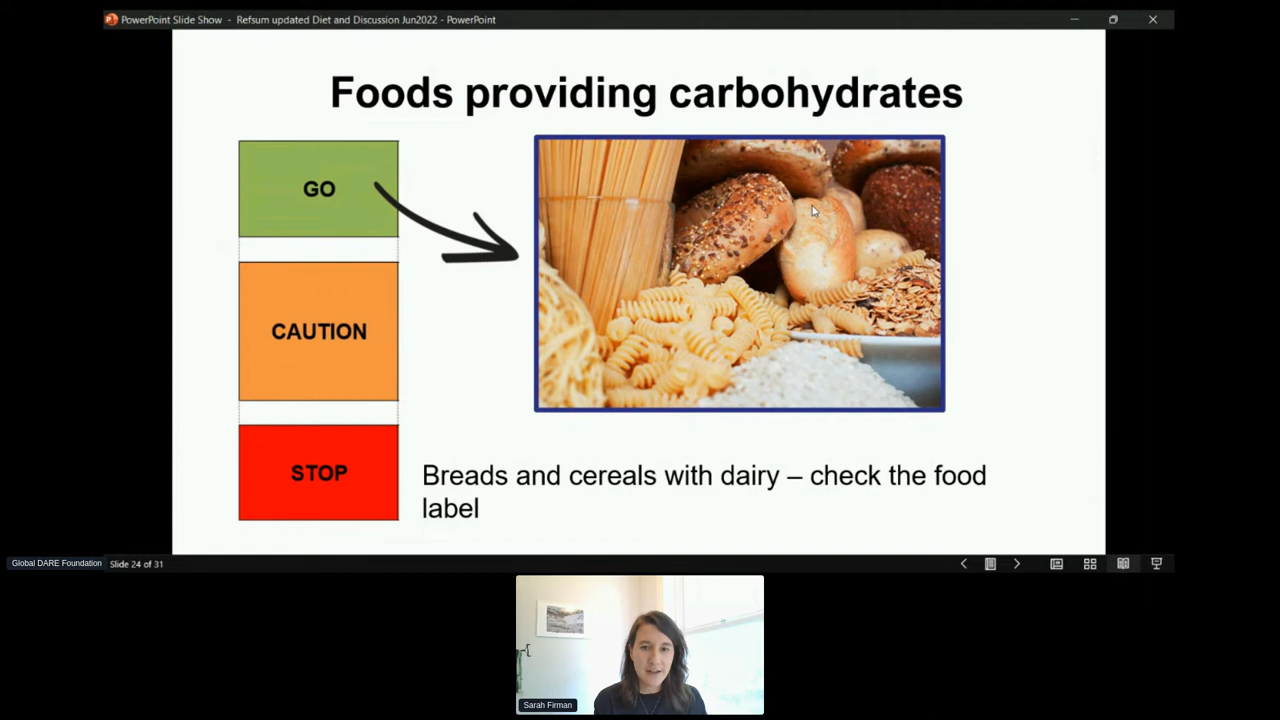 PowerPoint Slide Show - Refsum updated Diet and Discussion Jun2022 - PowerPoint
Foods providing carbohydrates
GO
CAUTION
STOP
Breads and cereals with dairy – check the food
label
Global DARE Foundation
Slide 24 of 31
Sarah Firman